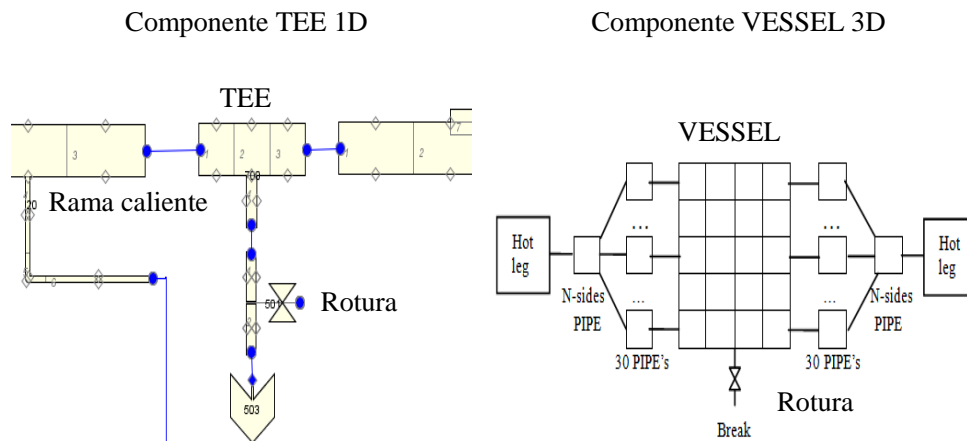 Componente TEE 1D
Componente VESSEL 3D
TEE
3
1
2
3
1
2
7
700
Rama caliente
20
501
Rotura
503
VESSEL
Hot
leg
N-sides
PIPE
...
...
30 PIPE's
...
...
30 PIPE's
N-sides
PIPE
Hot
leg
Rotura
Break